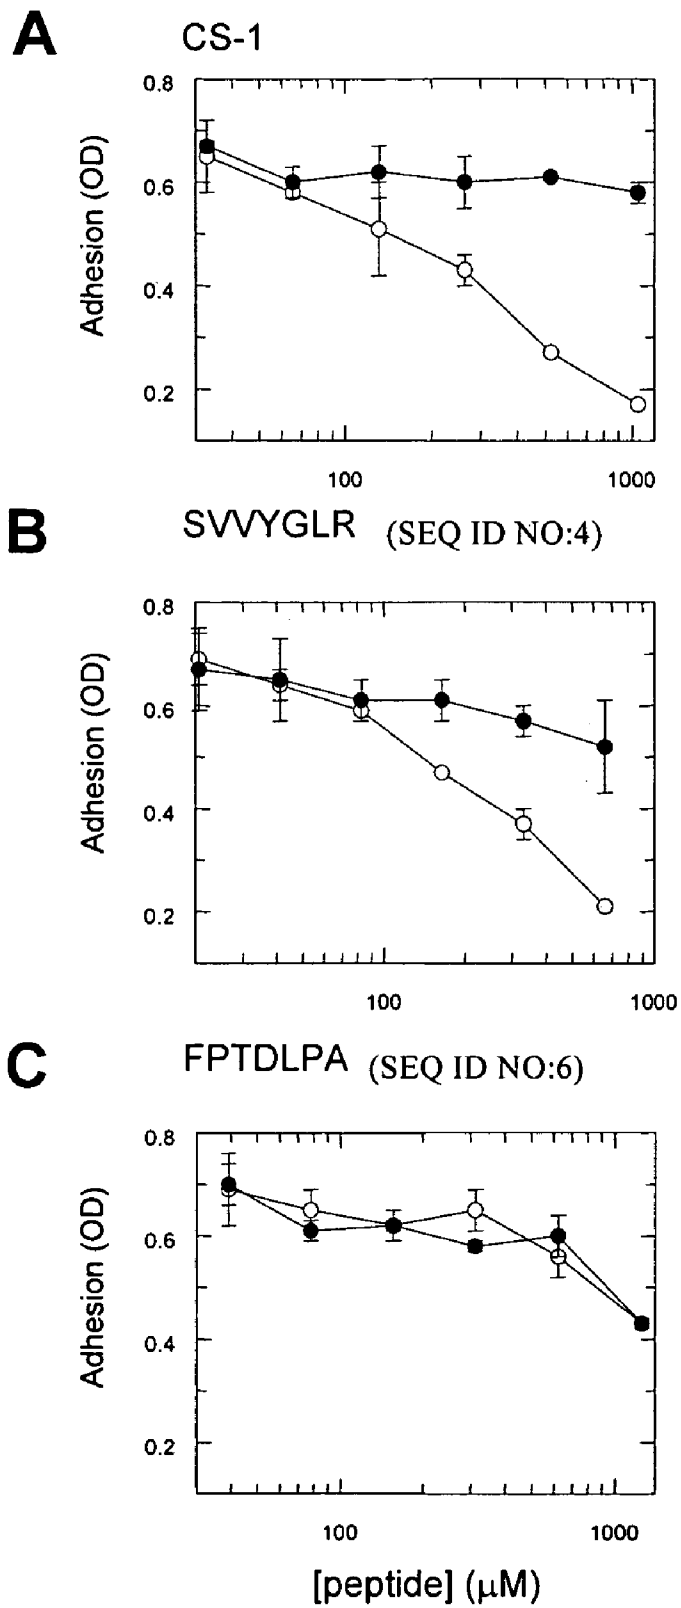 A CS-1
0.8
0.6
0.4
0.2
Adhesion (OD)
100 1000
B SVVYGLR (SEQ ID NO:4)
0.8
0.6
0.4
0.2
Adhesion (OD)
100 1000
C FPTDLPA (SEQ ID NO:6)
0.8
0.6
0.4
0.2
Adhesion (OD)
100 1000
[peptide] (μM)